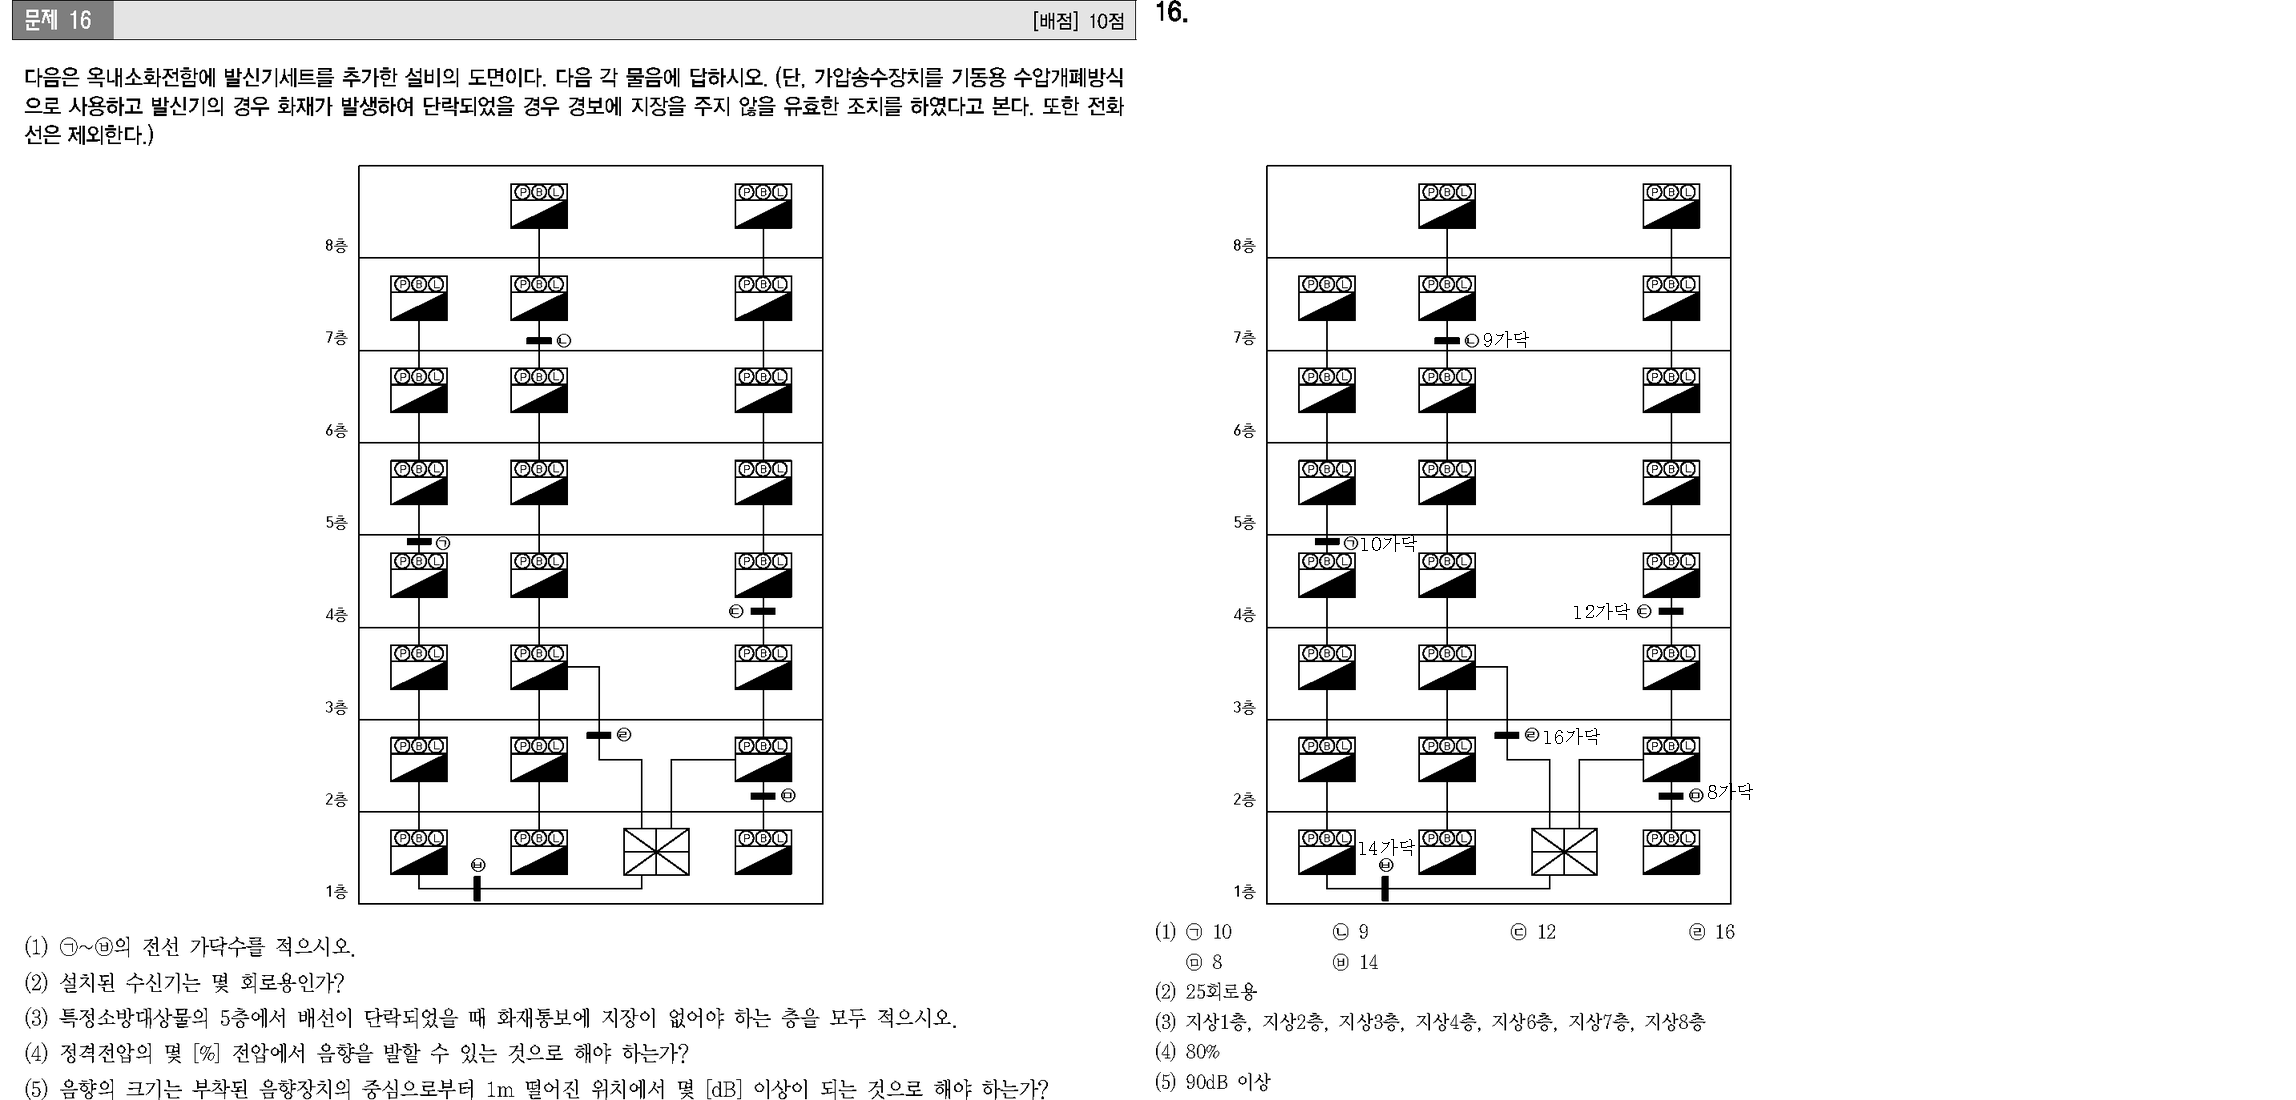 문제 16
[배점] 10점
다음은 옥내소화전함에 발신기세트를 추가한 설비의 도면이다. 다음 각 물음에 답하시오. (단, 가압송수장치를 기동용 수압개폐방식
으로 사용하고 발신기의 경우 화재가 발생하여 단락되었을 경우 경보에 지장을 주지 않을 유효한 조치를 하였다고 본다. 또한 전화
선은 제외한다.)
Ⓟ Ⓑ Ⓛ Ⓟ Ⓑ Ⓛ
8층
Ⓟ Ⓑ Ⓛ Ⓟ Ⓑ Ⓛ Ⓟ Ⓑ Ⓛ
7층 ㉡
Ⓟ Ⓑ Ⓛ Ⓟ Ⓑ Ⓛ Ⓟ Ⓑ Ⓛ
6층
Ⓟ Ⓑ Ⓛ Ⓟ Ⓑ Ⓛ Ⓟ Ⓑ Ⓛ
5층
㉠
Ⓟ Ⓑ Ⓛ Ⓟ Ⓑ Ⓛ Ⓟ Ⓑ Ⓛ
4층 ㉢
Ⓟ Ⓑ Ⓛ Ⓟ Ⓑ Ⓛ Ⓟ Ⓑ Ⓛ
3층
㉣
Ⓟ Ⓑ Ⓛ Ⓟ Ⓑ Ⓛ Ⓟ Ⓑ Ⓛ
2층 ㉤
Ⓟ Ⓑ Ⓛ Ⓟ Ⓑ Ⓛ Ⓟ Ⓑ Ⓛ
㉥
1층
(1) ㉠~㉥의 전선 가닥수를 적으시오.
(2) 설치된 수신기는 몇 회로용인가?
(3) 특정소방대상물의 5층에서 배선이 단락되었을 때 화재통보에 지장이 없어야 하는 층을 모두 적으시오.
(4) 정격전압의 몇 [%] 전압에서 음향을 발할 수 있는 것으로 해야 하는가?
(5) 음향의 크기는 부착된 음향장치의 중심으로부터 1m 떨어진 위치에서 몇 [dB] 이상이 되는 것으로 해야 하는가?
16.
Ⓟ Ⓑ Ⓛ Ⓟ Ⓑ Ⓛ
8층
Ⓟ Ⓑ Ⓛ Ⓟ Ⓑ Ⓛ Ⓟ Ⓑ Ⓛ
7층 ㉡ 9가닥
Ⓟ Ⓑ Ⓛ Ⓟ Ⓑ Ⓛ Ⓟ Ⓑ Ⓛ
6층
Ⓟ Ⓑ Ⓛ Ⓟ Ⓑ Ⓛ Ⓟ Ⓑ Ⓛ
5층
㉠10가닥
Ⓟ Ⓑ Ⓛ Ⓟ Ⓑ Ⓛ Ⓟ Ⓑ Ⓛ
4층 12가닥 ㉢
Ⓟ Ⓑ Ⓛ Ⓟ Ⓑ Ⓛ Ⓟ Ⓑ Ⓛ
3층
㉣16가닥
Ⓟ Ⓑ Ⓛ Ⓟ Ⓑ Ⓛ Ⓟ Ⓑ Ⓛ
2층 ㉤ 8가닥
Ⓟ Ⓑ Ⓛ Ⓟ Ⓑ Ⓛ Ⓟ Ⓑ Ⓛ
14가닥
㉥
1층
(1) ㉠ 10 ㉡ 9 ㉢ 12 ㉣ 16
㉤ 8 ㉥ 14
(2) 25회로용
(3) 지상1층, 지상2층, 지상3층, 지상4층, 지상6층, 지상7층, 지상8층
(4) 80%
(5) 90dB 이상